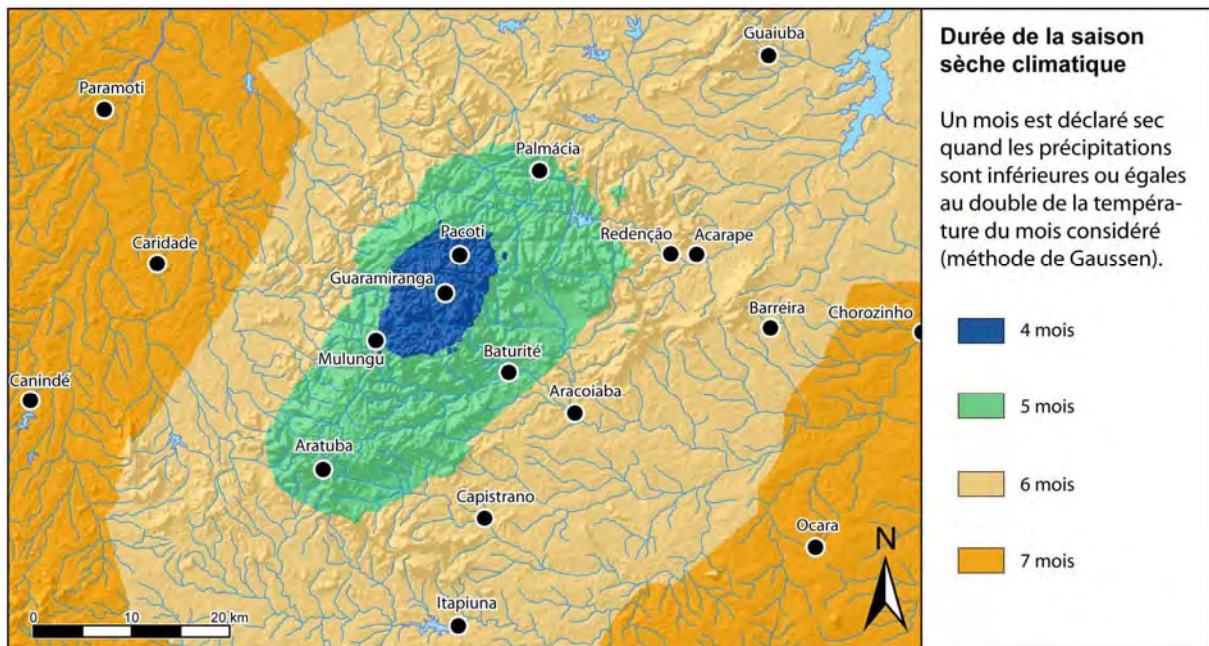 Guaiuba
Paramoti
Palmácia
Caridade
Pacoti
Redenção
Acarape
Guaramiranga
Barreira
Chorozinho
Mulungú
Baturité
Canindé
Aracoiaba
Aratuba
Capistrano
Ocara
Itapiuna
0 10 20 km
N
Durée de la saison
sèche climatique
Un mois est déclaré sec
quand les précipitations
sont inférieures ou égales
au double de la tempéra-
ture du mois considéré
(méthode de Gaussen).
4 mois
5 mois
6 mois
7 mois